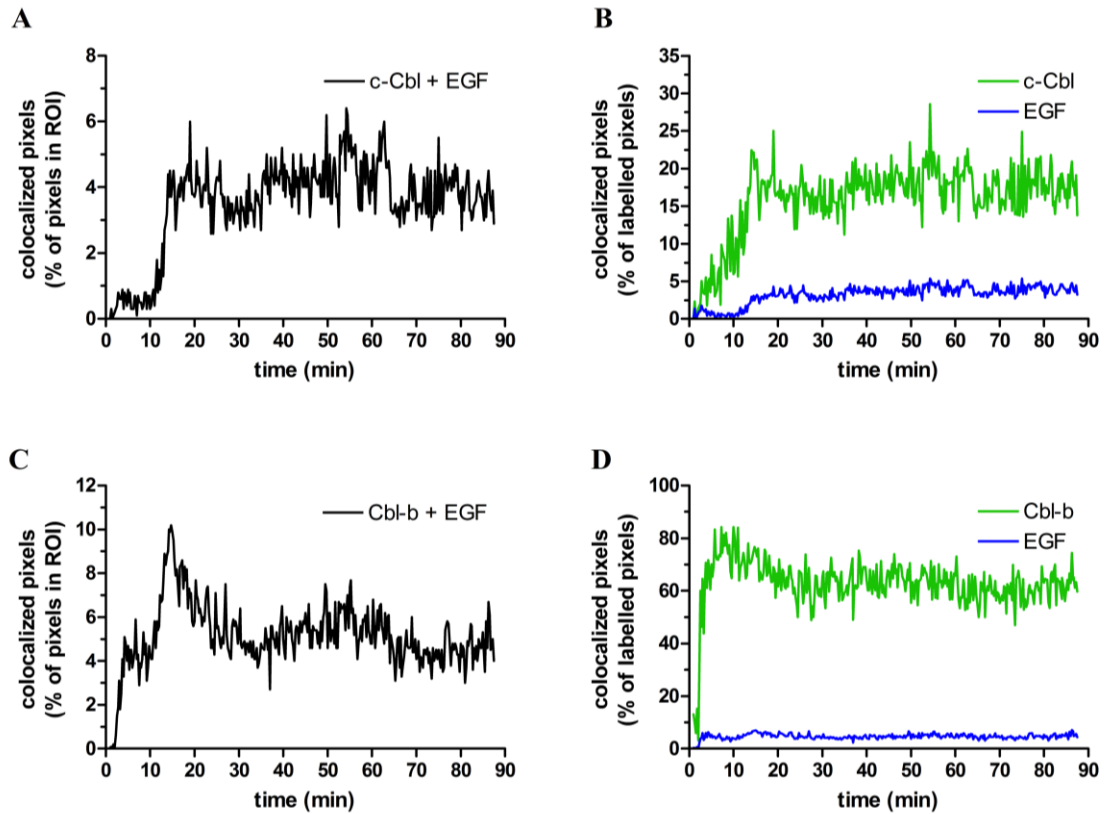 A
B
8
6
4
2
0
0 10 20 30 40 50 60 70 80 90
colocalized pixels
(% of pixels in ROI)
time (min)
c-Cbl + EGF
35
30
25
20
15
10
5
0
0 10 20 30 40 50 60 70 80 90
colocalized pixels
(% of labelled pixels)
time (min)
c-Cbl
EGF
C
D
12
10
8
6
4
2
0
0 10 20 30 40 50 60 70 80 90
colocalized pixels
(% of pixels in ROI)
time (min)
Cbl-b + EGF
100
80
60
40
20
0
0 10 20 30 40 50 60 70 80 90
colocalized pixels
(% of labelled pixels)
time (min)
Cbl-b
EGF